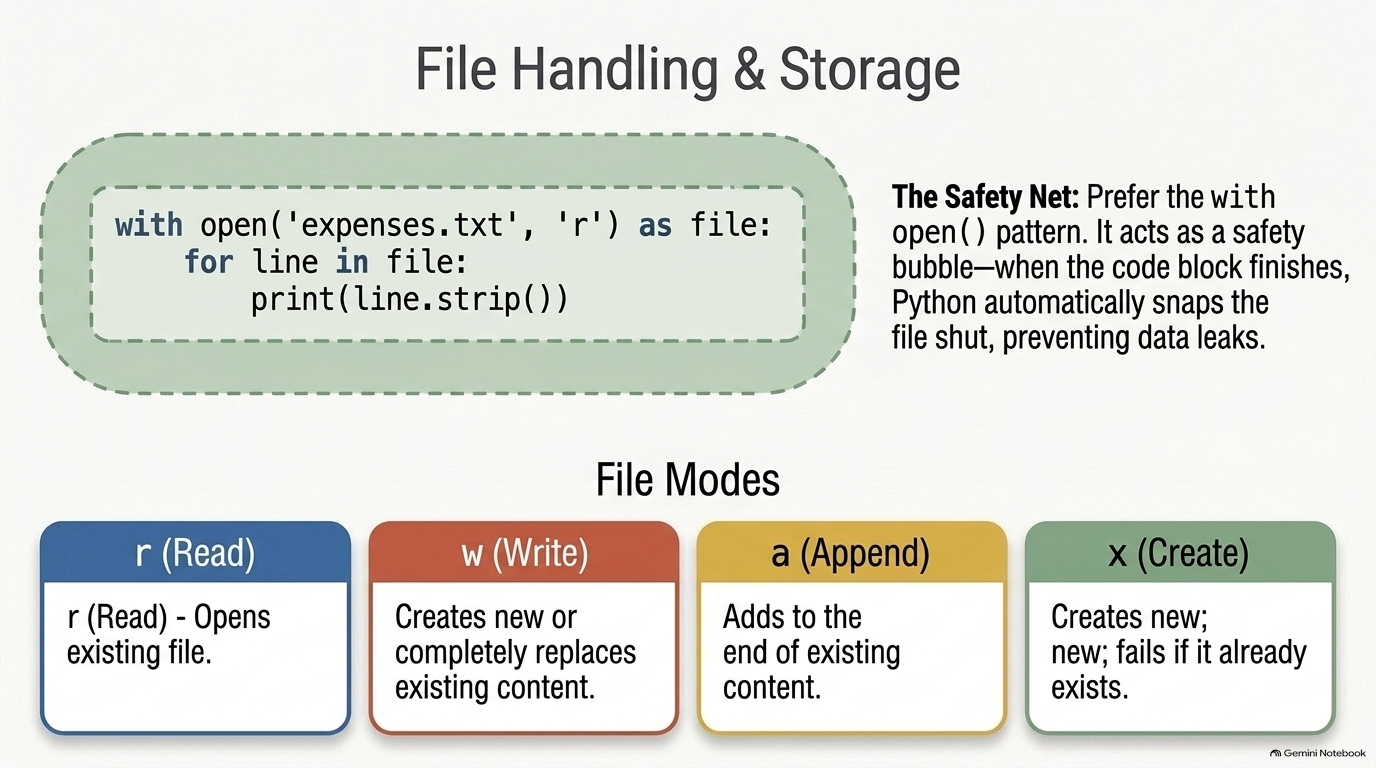 File Handling & Storage
with open('expenses.txt', 'r') as file:
    for line in file:
        print(line.strip())
The Safety Net: Prefer the with
open() pattern. It acts as a safety
bubble—when the code block finishes,
Python automatically snaps the
file shut, preventing data leaks.
File Modes
r (Read)
r (Read) - Opens
existing file.
w (Write)
Creates new or
completely replaces
existing content.
a (Append)
Adds to the
end of existing
content.
x (Create)
Creates new;
new; fails if it already
exists.
Gemini Notebook